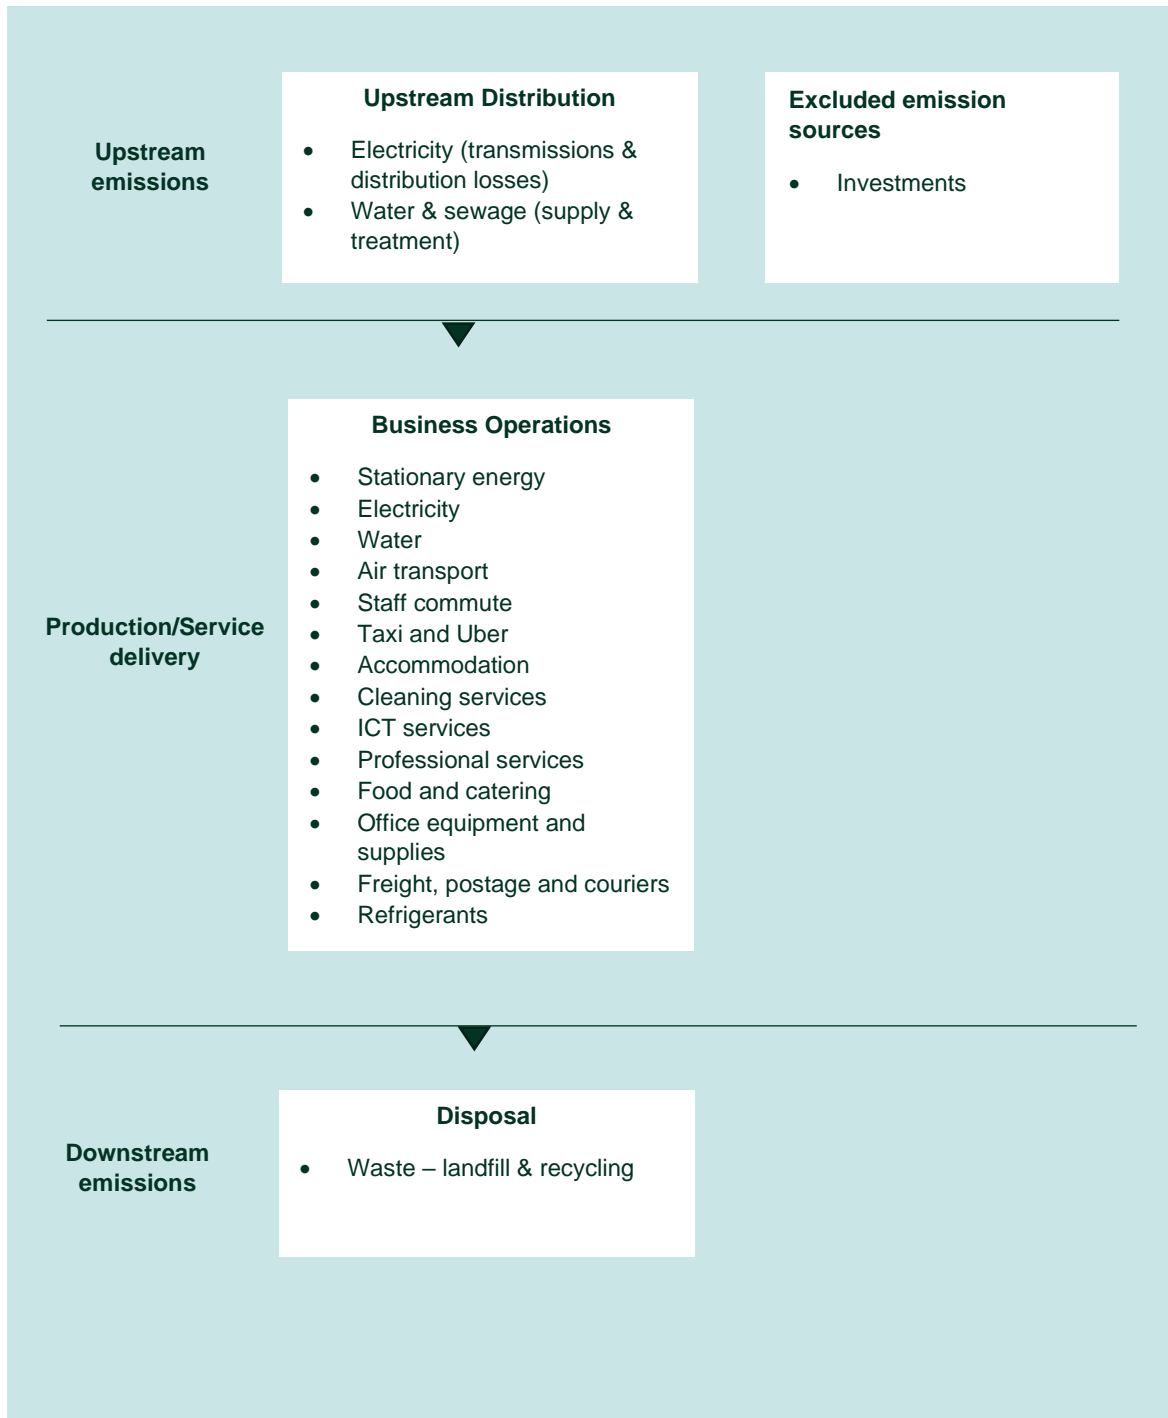 Upstream
emissions
Upstream Distribution
• Electricity (transmissions &
distribution losses)
• Water & sewage (supply &
treatment)
Excluded emission
sources
• Investments
Production/Service
delivery
Business Operations
• Stationary energy
• Electricity
• Water
• Air transport
• Staff commute
• Taxi and Uber
• Accommodation
• Cleaning services
• ICT services
• Professional services
• Food and catering
• Office equipment and
supplies
• Freight, postage and couriers
• Refrigerants
Downstream
emissions
Disposal
• Waste – landfill & recycling